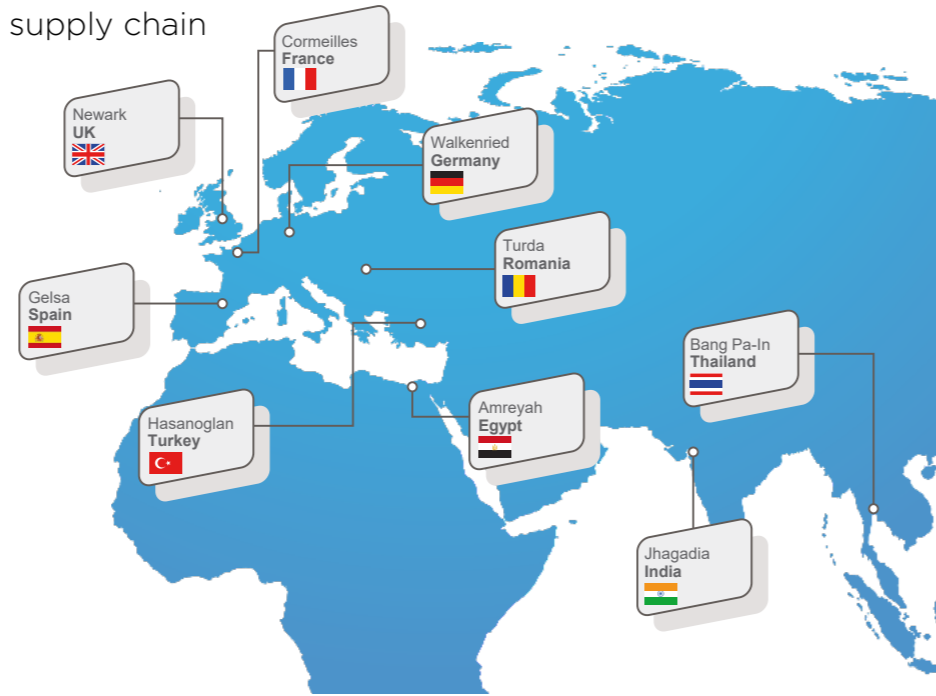 supply chain
Cormeilles
France
Newark
UK
Walkenried
Germany
Turda
Romania
Gelsa
Spain
Bang Pa-In
Thailand
Hasanoglan
Turkey
Amreyah
Egypt
Jhagadia
India